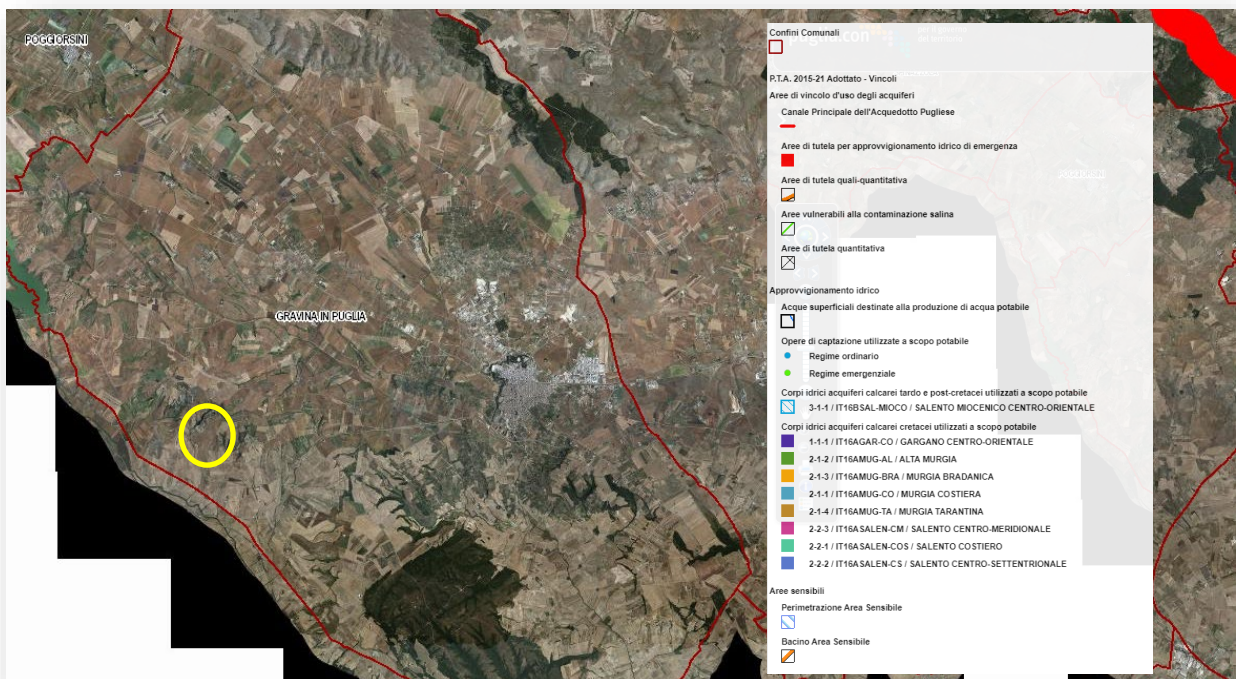 POGGIORSINI
GRAVINA IN PUGLIA
Confini Comunali
puglia.con
P.T.A. 2015-21 Adottato - Vincoli
Aree di vincolo d'uso degli acquiferi
Canale Principale dell'Acquedotto Pugliese
Aree di tutela per approvvigionamento idrico di emergenza
Aree di tutela quali-quantitativa
Aree vulnerabili alla contaminazione salina
Aree di tutela quantitativa
Approvvigionamento idrico
Acque superficiali destinate alla produzione di acqua potabile
Opere di captazione utilizzate a scopo potabile
Regime ordinario
Regime emergenziale
Corpi idrici acquiferi calcarei tardo e post-cretacei utilizzati a scopo potabile
3-1-1 / IT16BSAL-MIOCO / SALENTO MIOCENICO CENTRO-ORIENTALE
Corpi idrici acquiferi calcarei cretacei utilizzati a scopo potabile
1-1-1 / IT16AGAR-CO / GARGANO CENTRO-ORIENTALE
2-1-2 / IT16AMUG-AL / ALTA MURGIA
2-1-3 / IT16AMUG-BRA / MURGIA BRADANICA
2-1-1 / IT16AMUG-CO / MURGIA COSTIERA
2-1-4 / IT16AMUG-TA / MURGIA TARANTINA
2-2-3 / IT16ASALEN-CM / SALENTO CENTRO-MERIDIONALE
2-2-1 / IT16ASALEN-COS / SALENTO COSTIERO
2-2-2 / IT16ASALEN-CS / SALENTO CENTRO-SETTENTRIONALE
Aree sensibili
Perimetrazione Area Sensibile
Bacino Area Sensibile